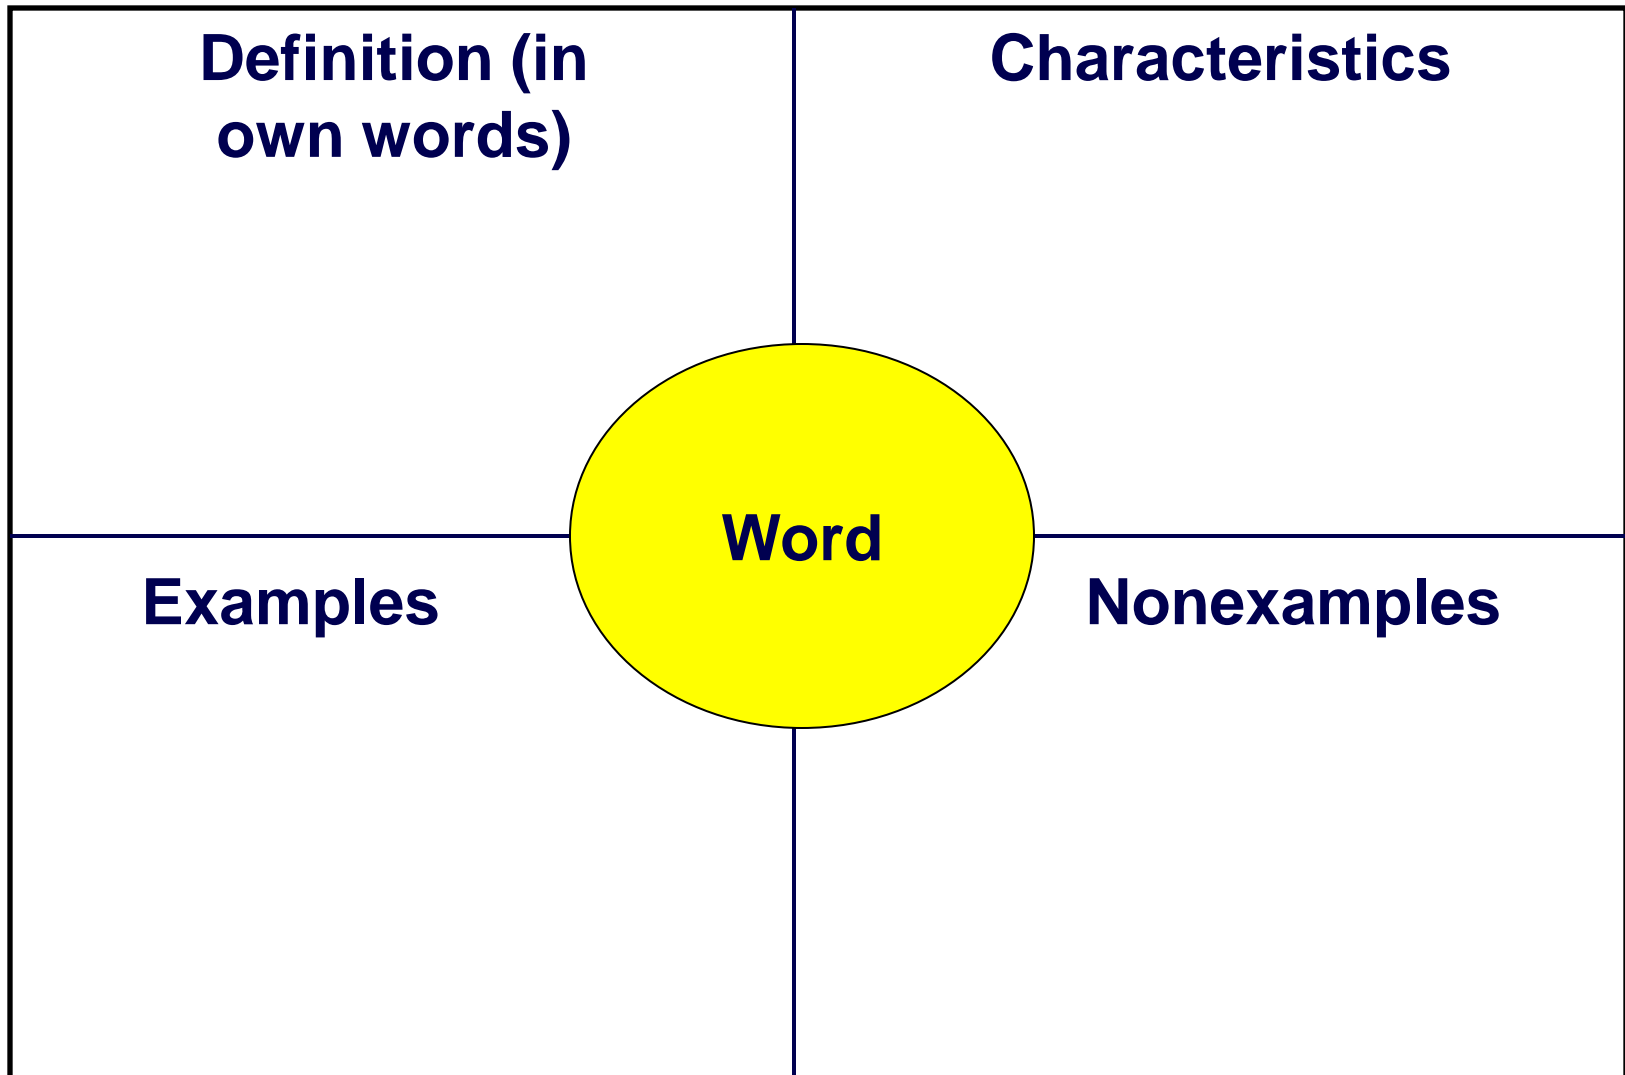 Definition (in
own words)
Characteristics
Word
Examples
Nonexamples